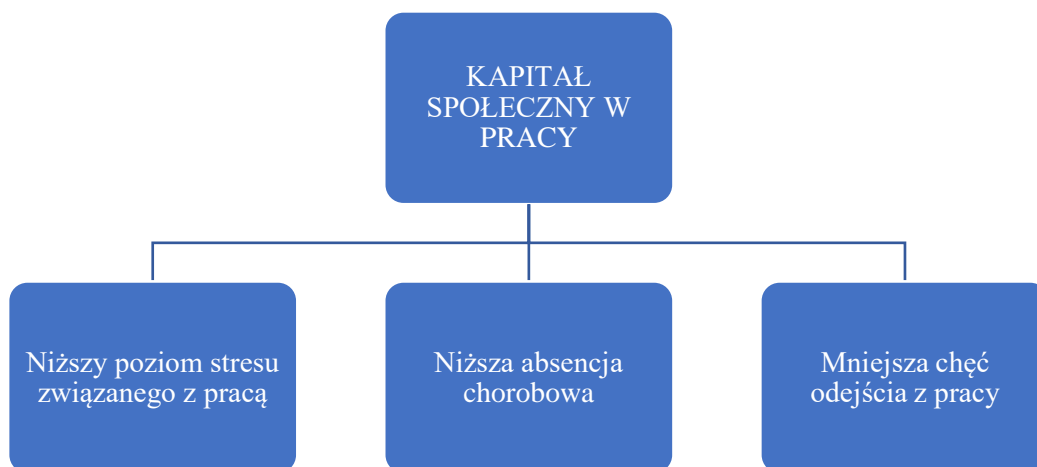 KAPITAŁ
SPOŁECZNY W
PRACY
Niższy poziom stresu
związanego z pracą
Niższa absencja
chorobowa
Mniejsza chęć
odejścia z pracy